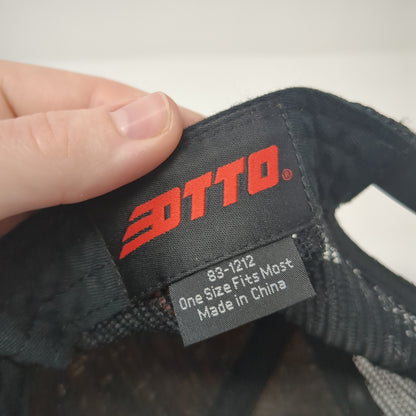 OTTO®
83-1212
One Size Fits Most
Made in China